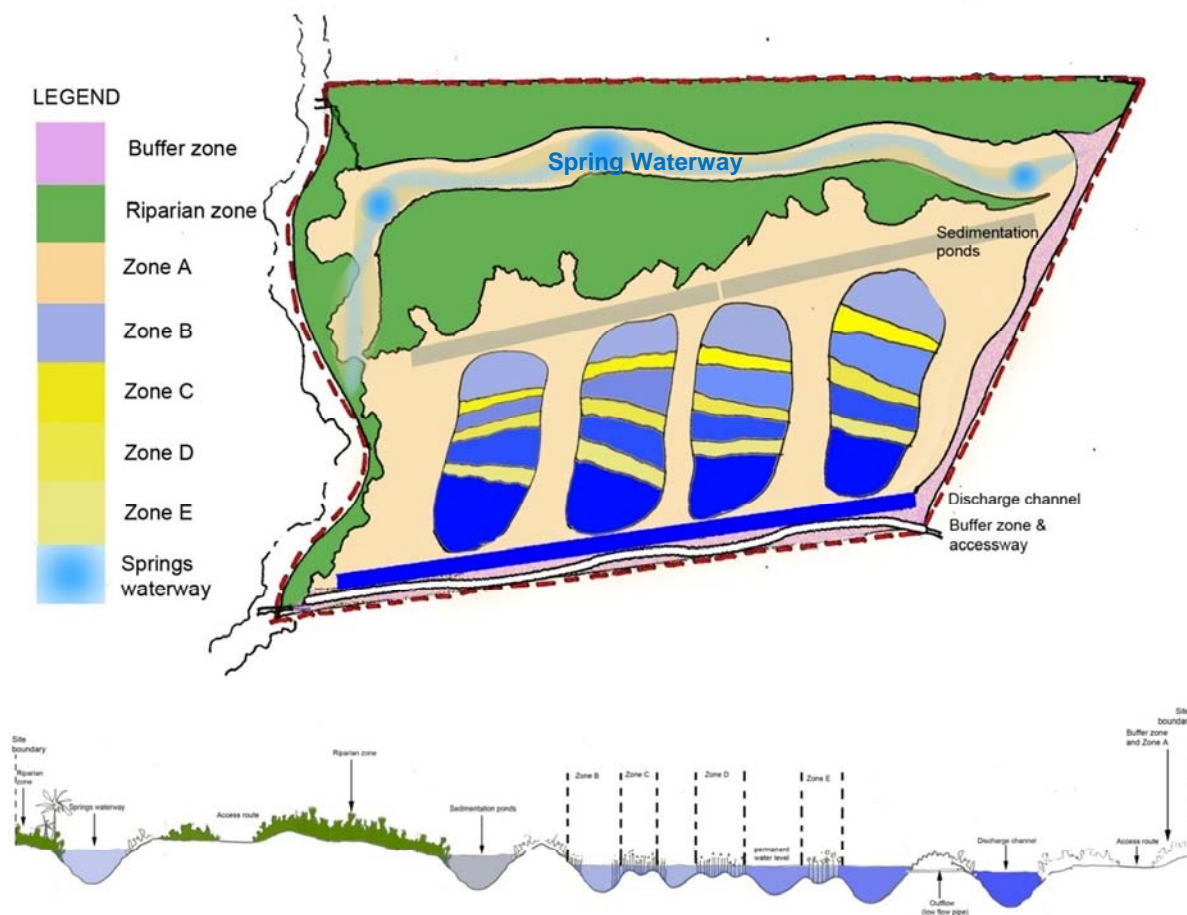 LEGEND
Buffer zone
Riparian zone
Zone A
Zone B
Zone C
Zone D
Zone E
Springs
waterway
Spring Waterway
Sedimentation
ponds
Discharge channel
Buffer zone &
accessway
Site
boundary
Riparian
zone
Springs waterway
Access route
Riparian zone
Sedimentation ponds
Zone B
Zone C
Zone D
permanent
water level
Zone E
Outflow
(low flow pipe)
Discharge channel
Access route
Buffer zone
and Zone A
Site
boundar